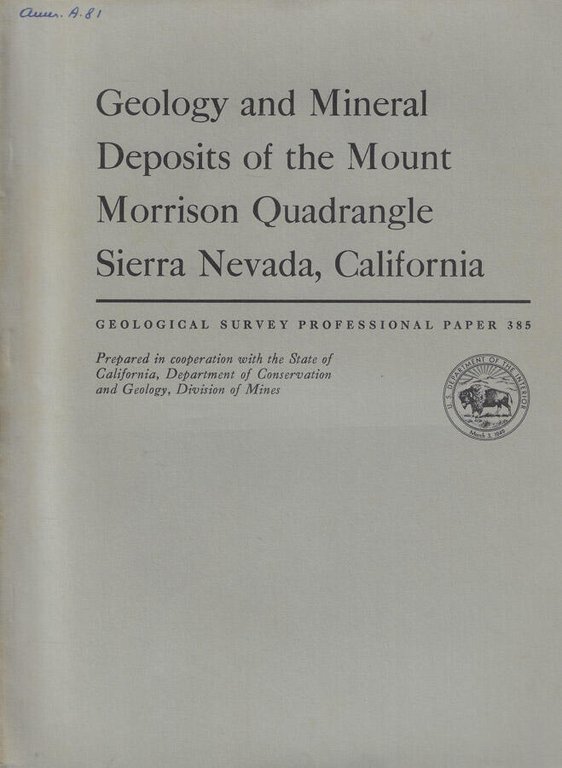 Amer. A.81
Geology and Mineral
Deposits of the Mount
Morrison Quadrangle
Sierra Nevada, California
GEOLOGICAL SURVEY PROFESSIONAL PAPER 385
Prepared in cooperation with the State of
California, Department of Conservation
and Geology, Division of Mines
U.S. DEPARTMENT OF THE INTERIOR
March 3, 1849